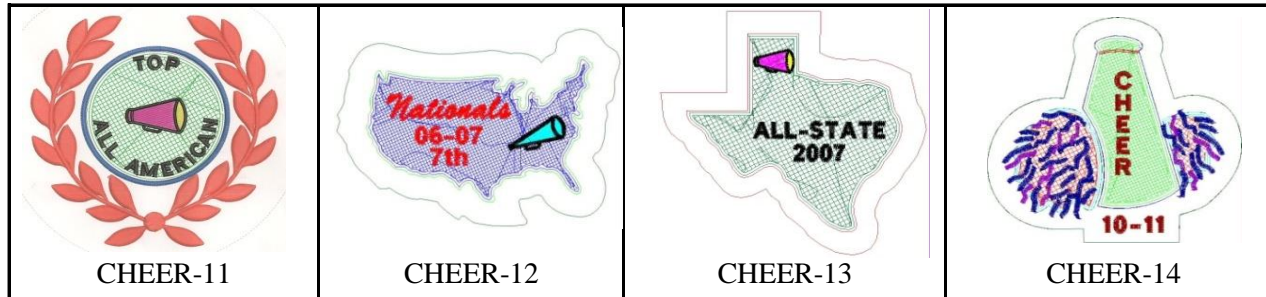 TOP
ALL AMERICAN
CHEER-11
Nationals
06-07
7th
CHEER-12
ALL-STATE
2007
CHEER-13
CHEER
10-11
CHEER-14